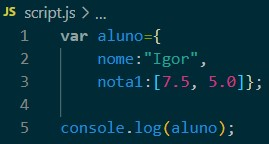 JS script.js > ...
1 var aluno={
2 nome:"Igor",
3 nota1:[7.5, 5.0]};
4
5 console.log(aluno);